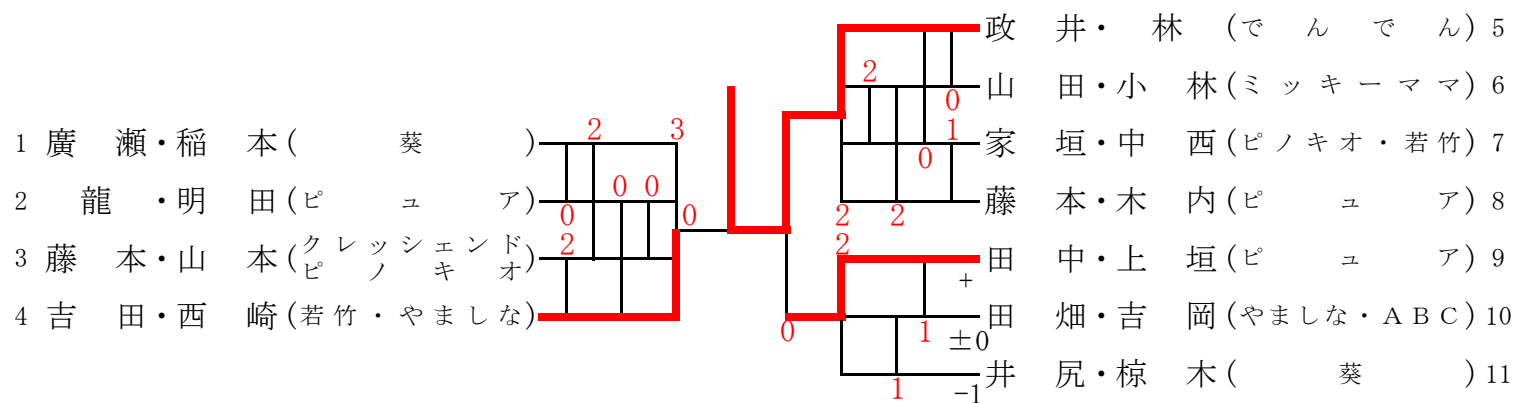 1 廣 瀬・稲 本( 葵 )
2 龍 ・明 田(ピュア)
3 藤 本・山 本(クレッシェンド
ピノキオ)
4 吉 田・西 崎(若竹・やましな)
2 3
0 0
0
2
0
0
政 井・ 林 (でんでん) 5
山 田・小 林(ミッキーママ) 6
家 垣・中 西(ピノキオ・若竹) 7
藤 本・木 内(ピュア) 8
田 中・上 垣(ピュア) 9
田 畑・吉 岡(やましな・ABC) 10
井 尻・椋 木( 葵 ) 11
2
0
1
0
2 2
2
+
1 ±0
1 -1